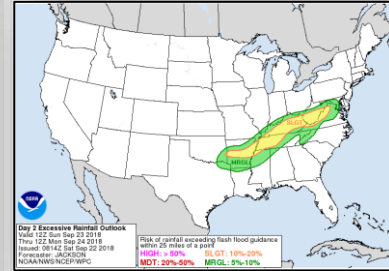 SLGT
MRGL
NOAA
Day 2 Excessive Rainfall Outlook
Valid 12Z Sun Sep 23 2018
Thru 12Z Mon Sep 24 2018
Issued: 0814Z Sat Sep 22 2018
Forecaster: JACKSON
NOAA/NWS/NCEP/WPC
Risk of rainfall exceeding flash flood guidance
within 25 miles of a point
HIGH: > 50% SLGT: 10%-20%
MDT: 20%-50% MRGL: 5%-10%